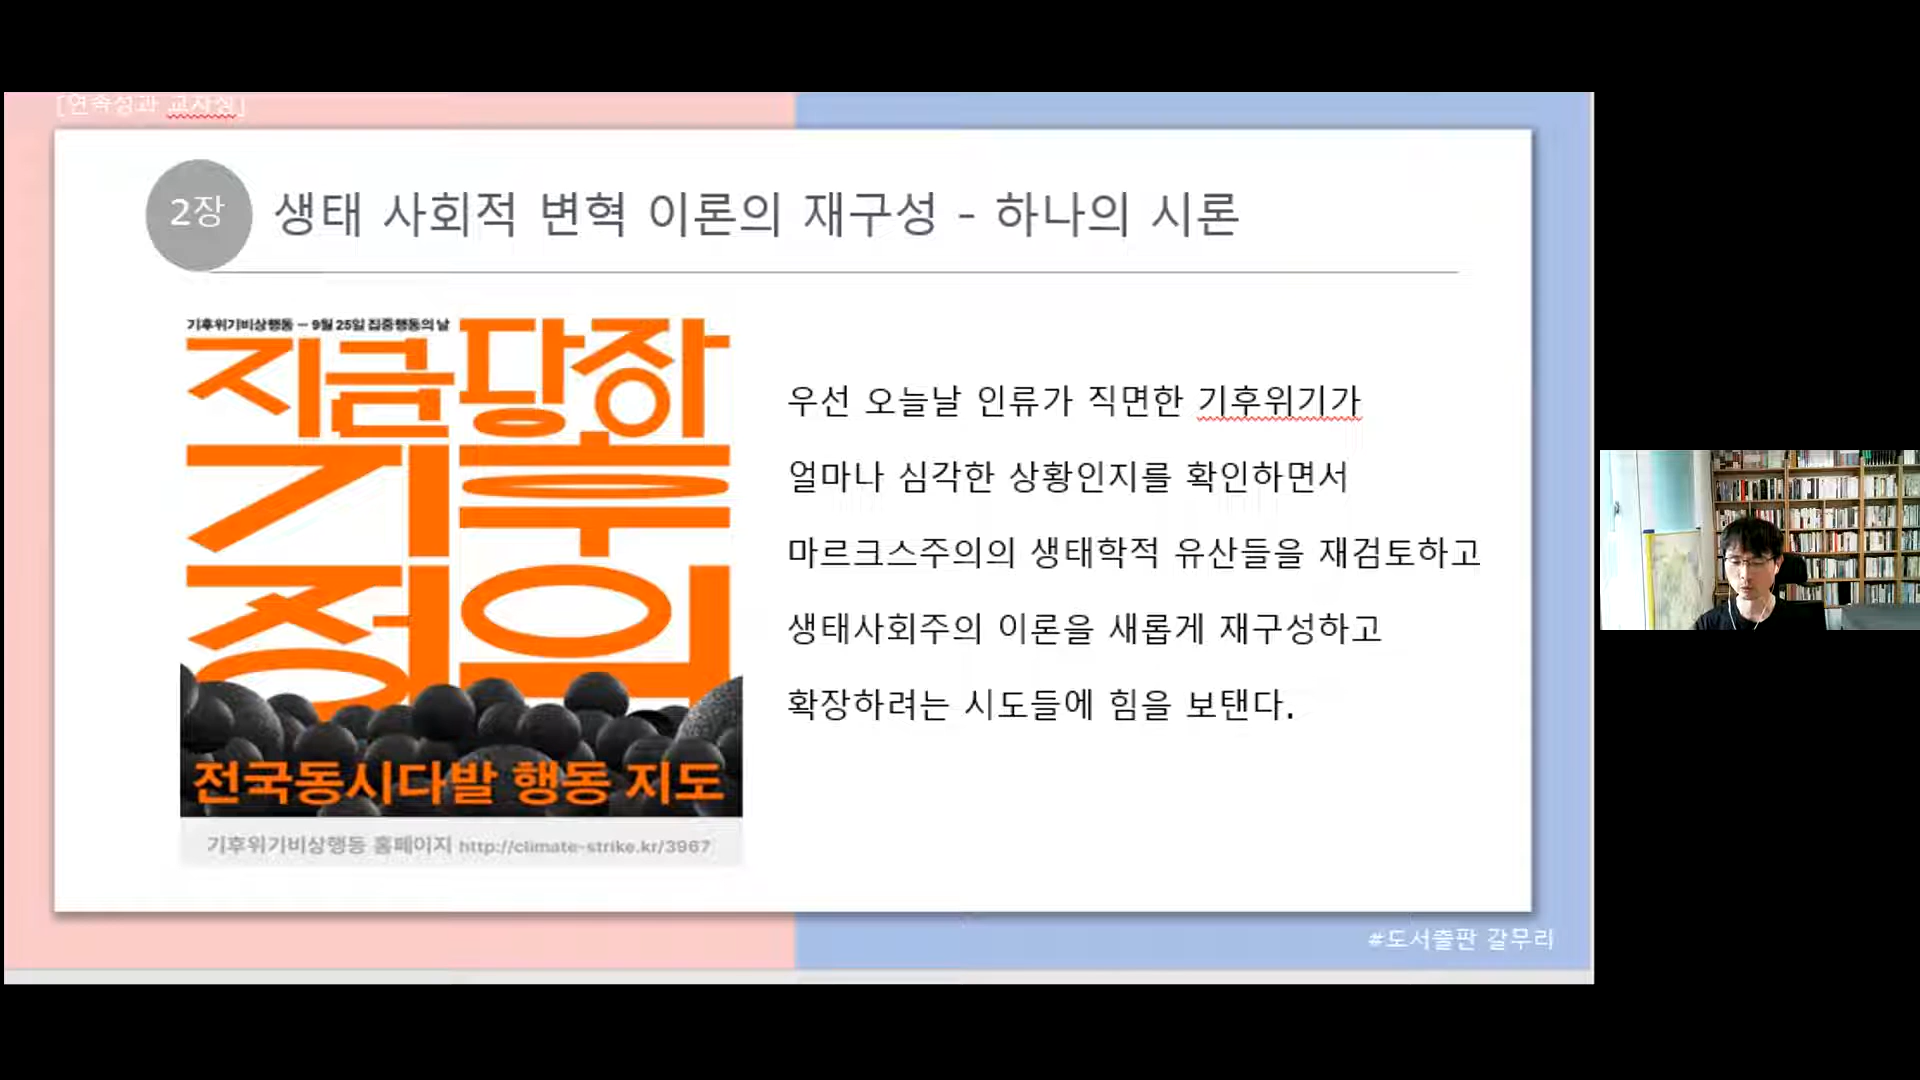 [연속성과 교차성]
2장
생태 사회적 변혁 이론의 재구성 - 하나의 시론
기후위기비상행동 – 9월 25일 집중행동의 날
지금 당장
기후
정의
전국동시다발 행동 지도
기후위기비상행동 홈페이지 http://climate-strike.kr/3967
우선 오늘날 인류가 직면한 기후위기가
얼마나 심각한 상황인지를 확인하면서
마르크스주의의 생태학적 유산들을 재검토하고
생태사회주의 이론을 새롭게 재구성하고
확장하려는 시도들에 힘을 보탠다.
#도서출판 갈무리